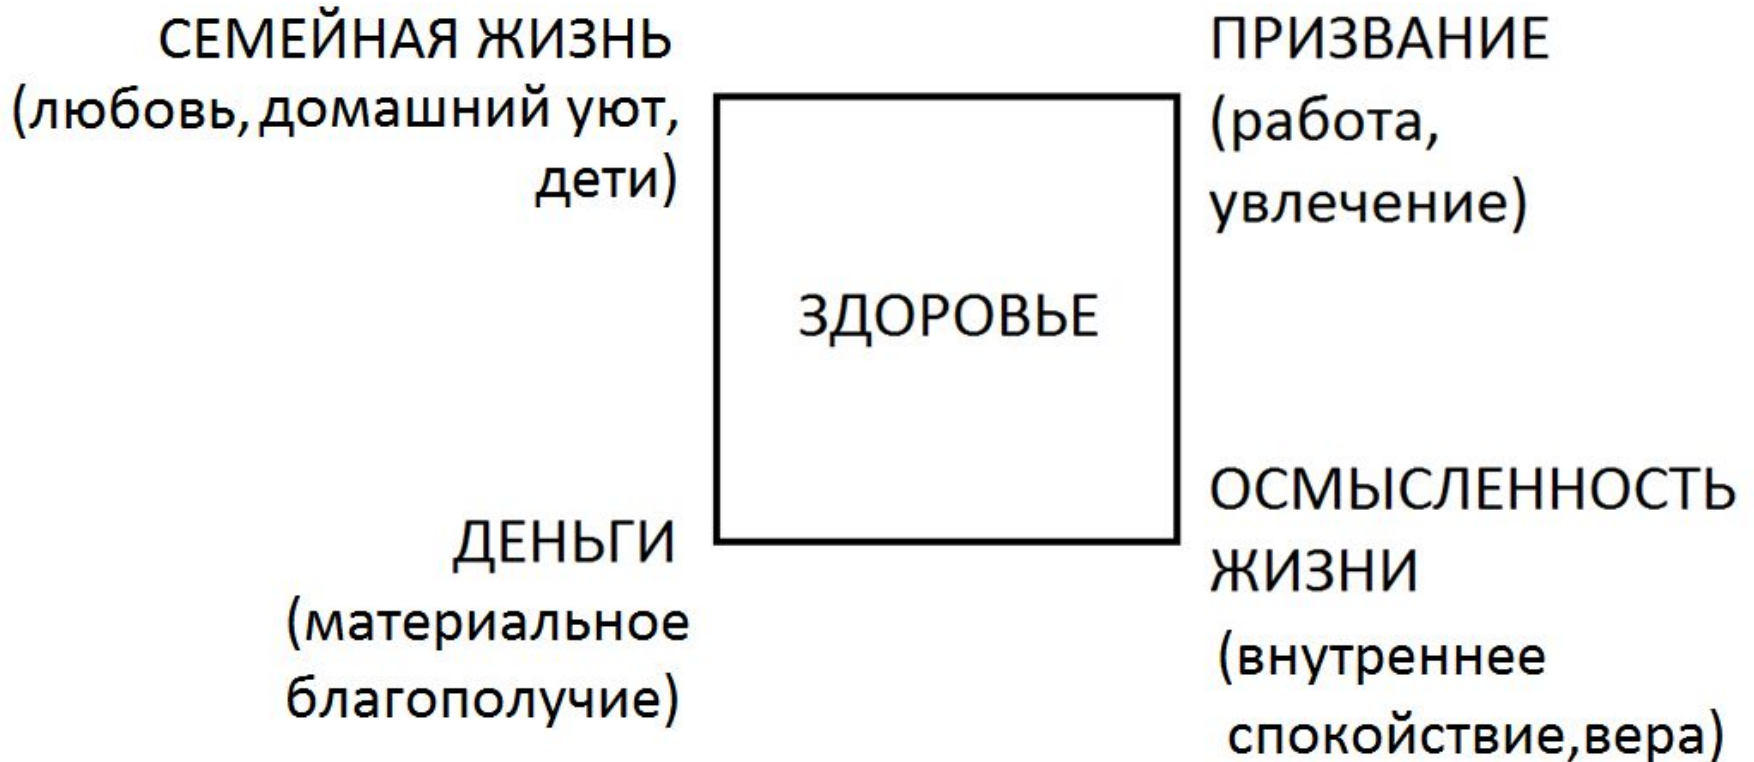 СЕМЕЙНАЯ ЖИЗНЬ
(любовь, домашний уют,
дети)
ПРИЗВАНИЕ
(работа,
увлечение)
ЗДОРОВЬЕ
ДЕНЬГИ
(материальное
благополучие)
ОСМЫСЛЕННОСТЬ
ЖИЗНИ
(внутреннее
спокойствие,вера)